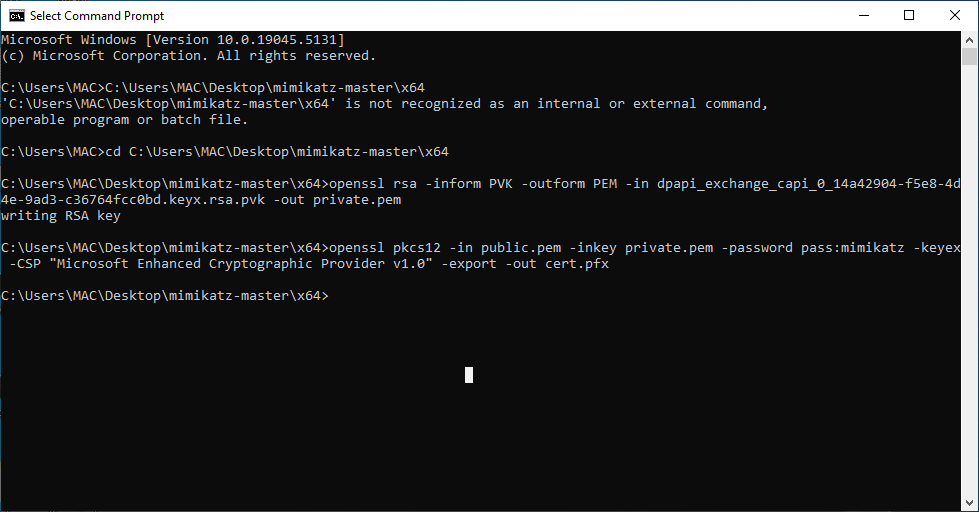 Select Command Prompt
Microsoft Windows [Version 10.0.19045.5131]
(c) Microsoft Corporation. All rights reserved.
C:\Users\MAC>C:\Users\MAC\Desktop\mimikatz-master\x64
'C:\Users\MAC\Desktop\mimikatz-master\x64' is not recognized as an internal or external command,
operable program or batch file.
C:\Users\MAC>cd C:\Users\MAC\Desktop\mimikatz-master\x64
C:\Users\MAC\Desktop\mimikatz-master\x64>openssl rsa -inform PVK -outform PEM -in dpapi_exchange_capi_0_14a42904-f5e8-4d
4e-9ad3-c36764fcc0bd.keyx.rsa.pvk -out private.pem
writing RSA key
C:\Users\MAC\Desktop\mimikatz-master\x64>openssl pkcs12 -in public.pem -inkey private.pem -password pass:mimikatz -keyex
-CSP "Microsoft Enhanced Cryptographic Provider v1.0" -export -out cert.pfx
C:\Users\MAC\Desktop\mimikatz-master\x64>